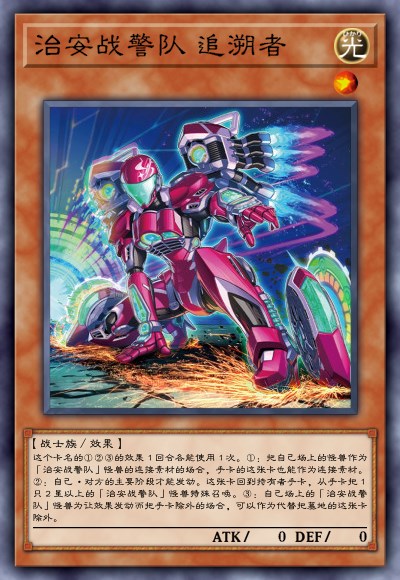 治安战警队 追溯者
光
ひかり
【战士族／效果】
这个卡名的①②③的效果1回合各能使用1次。①：把自己场上的怪兽作为
「治安战警队」怪兽的连接素材的场合，手卡的这张卡也能作为连接素材。
②：自己·对方的主要阶段才能发动。这张卡回到持有者手卡，从手卡把1
只2星以上的「治安战警队」怪兽特殊召唤。③：自己场上的「治安战警
队」怪兽为让效果发动而把手卡除外的场合，可以作为代替把墓地的这张卡
除外。
ATK／ 0 DEF／ 0